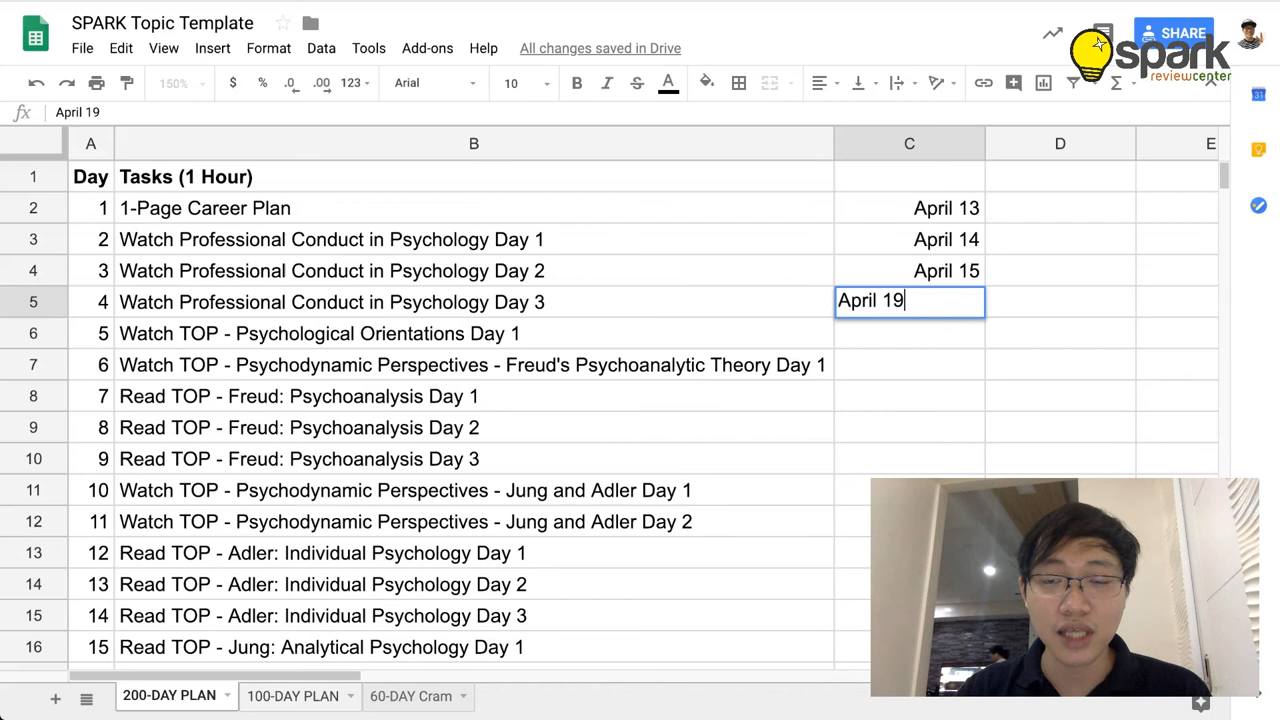 SPARK Topic Template
File Edit View Insert Format Data Tools Add-ons Help All changes saved in Drive
SHARE
spark
reviewcenter
150% $ % .0 .00 123 Arial 10 B I S A
fx April 19
A B C D E
1 Day Tasks (1 Hour)
2 1 1-Page Career Plan April 13
3 2 Watch Professional Conduct in Psychology Day 1 April 14
4 3 Watch Professional Conduct in Psychology Day 2 April 15
5 4 Watch Professional Conduct in Psychology Day 3 April 19
6 5 Watch TOP - Psychological Orientations Day 1
7 6 Watch TOP - Psychodynamic Perspectives - Freud's Psychoanalytic Theory Day 1
8 7 Read TOP - Freud: Psychoanalysis Day 1
9 8 Read TOP - Freud: Psychoanalysis Day 2
10 9 Read TOP - Freud: Psychoanalysis Day 3
11 10 Watch TOP - Psychodynamic Perspectives - Jung and Adler Day 1
12 11 Watch TOP - Psychodynamic Perspectives - Jung and Adler Day 2
13 12 Read TOP - Adler: Individual Psychology Day 1
14 13 Read TOP - Adler: Individual Psychology Day 2
15 14 Read TOP - Adler: Individual Psychology Day 3
16 15 Read TOP - Jung: Analytical Psychology Day 1
200-DAY PLAN 100-DAY PLAN 60-DAY Cram